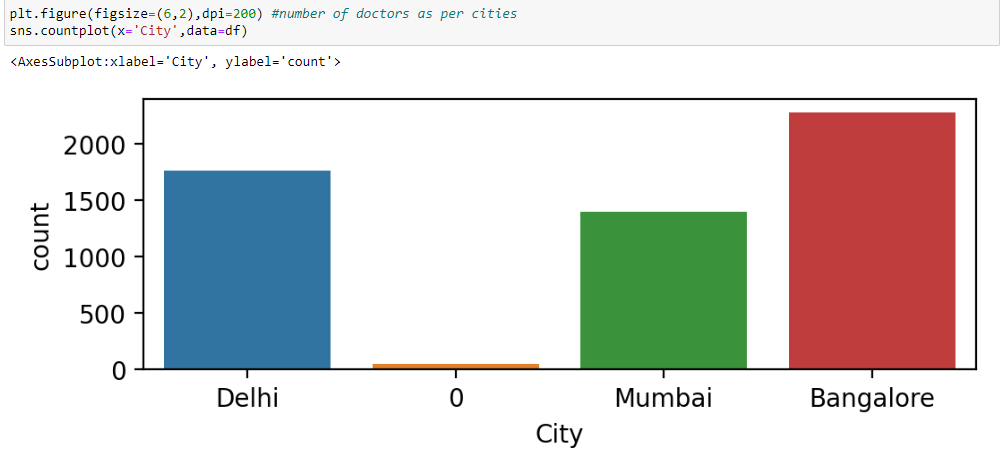 plt.figure(figsize=(6,2),dpi=200) #number of doctors as per cities
sns.countplot(x='City',data=df)
<AxesSubplot:xlabel='City', ylabel='count'>
2000
1500
1000
500
0
count
Delhi 0 Mumbai Bangalore
City